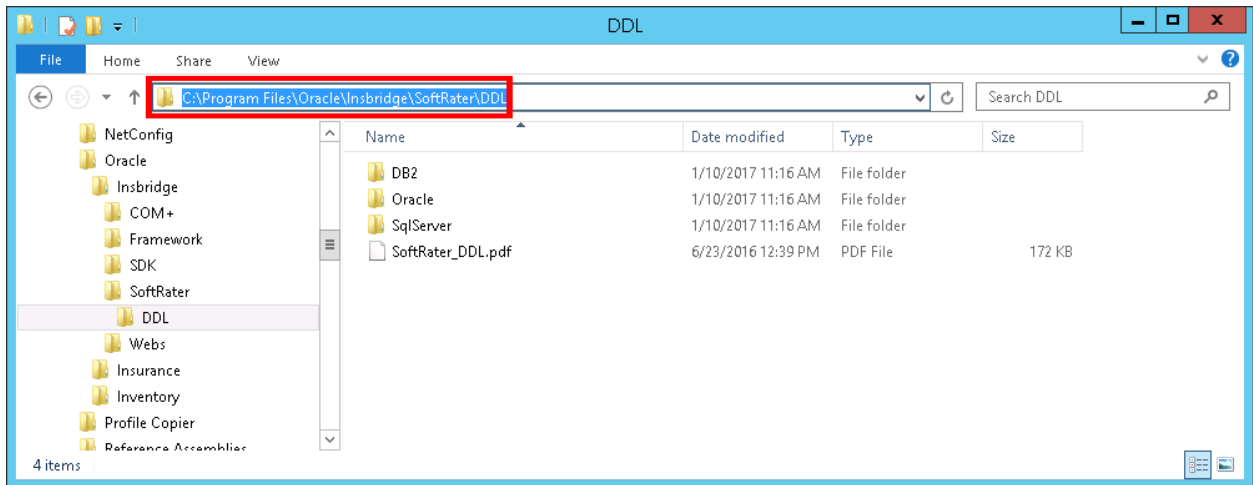 DDL
File Home Share View
C:\Program Files\Oracle\Insbridge\SoftRater\DDL
Search DDL
NetConfig
Oracle
Insbridge
COM+
Framework
SDK
SoftRater
DDL
Webs
Insurance
Inventory
Profile Copier
Reference Assemblies
Name Date modified Type Size
DB2 1/10/2017 11:16 AM File folder
Oracle 1/10/2017 11:16 AM File folder
SqlServer 1/10/2017 11:16 AM File folder
SoftRater_DDL.pdf 6/23/2016 12:39 PM PDF File 172 KB
4 items